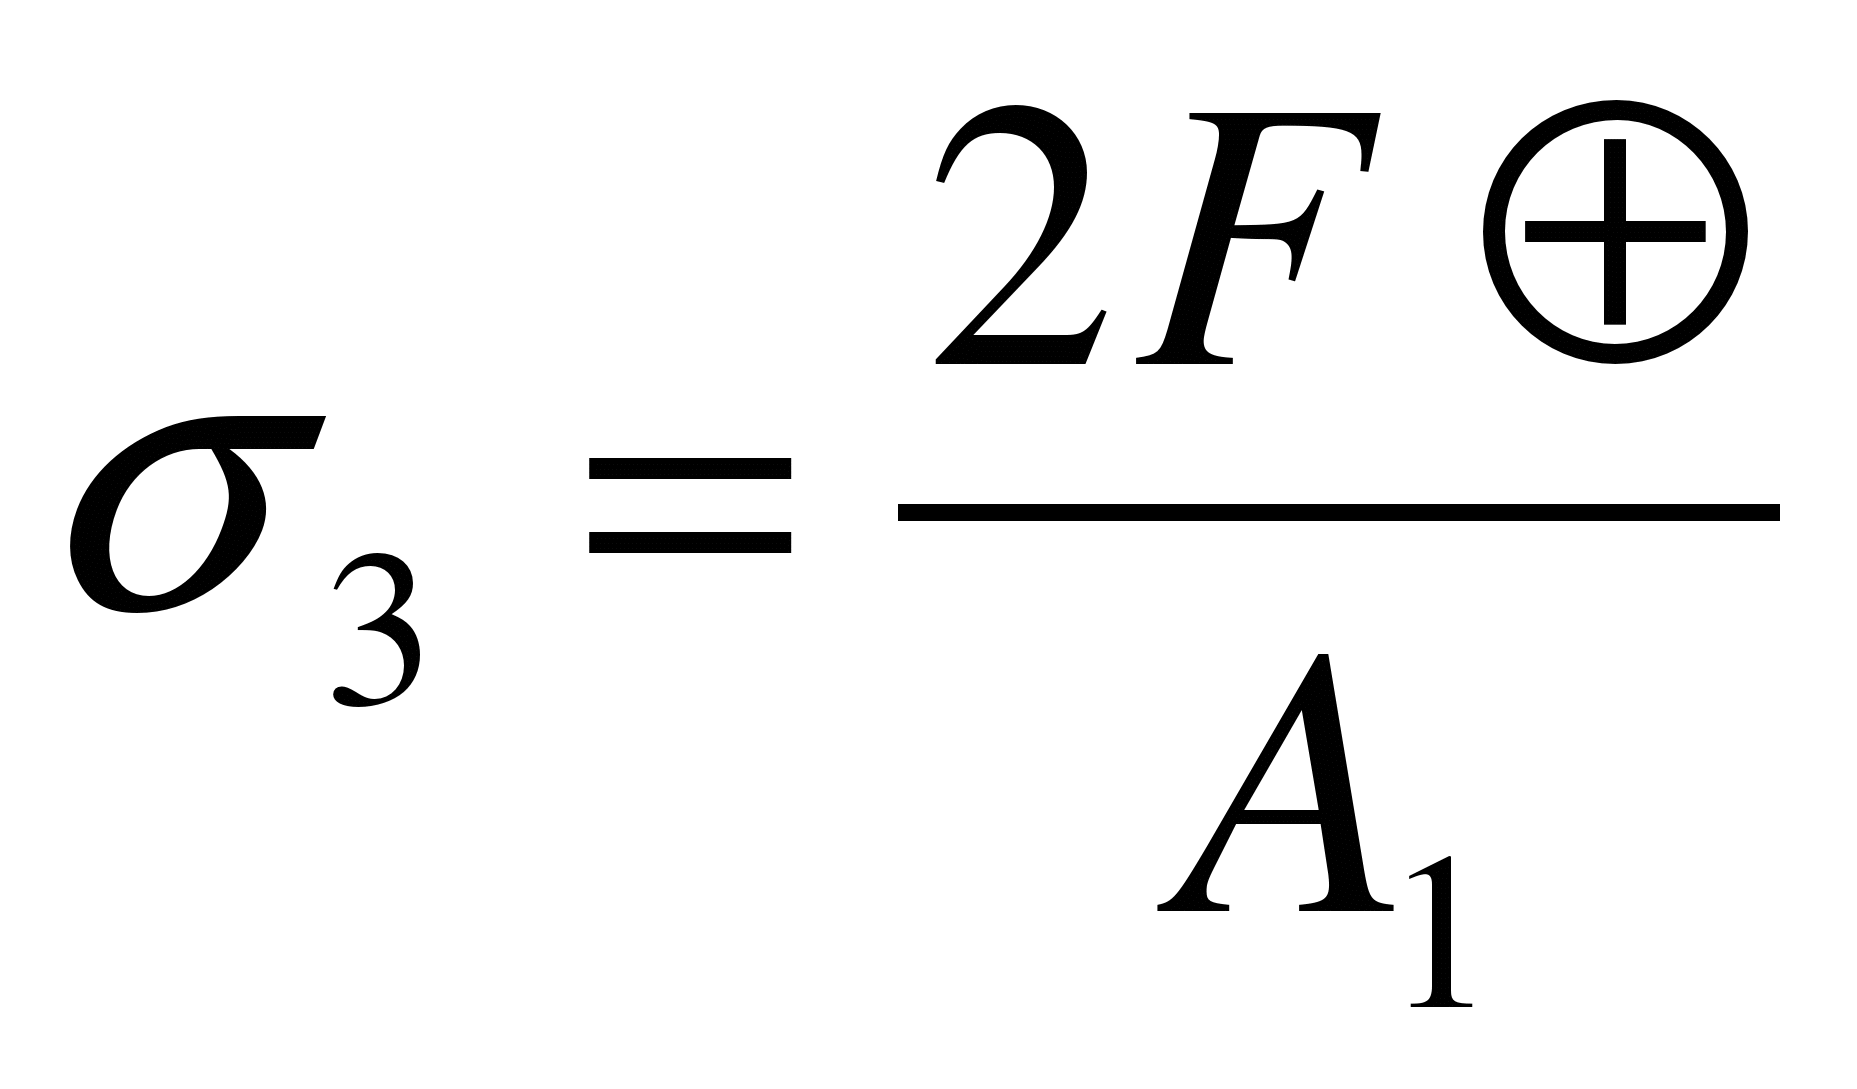 σ₃ = 2F ⊕ / A₁